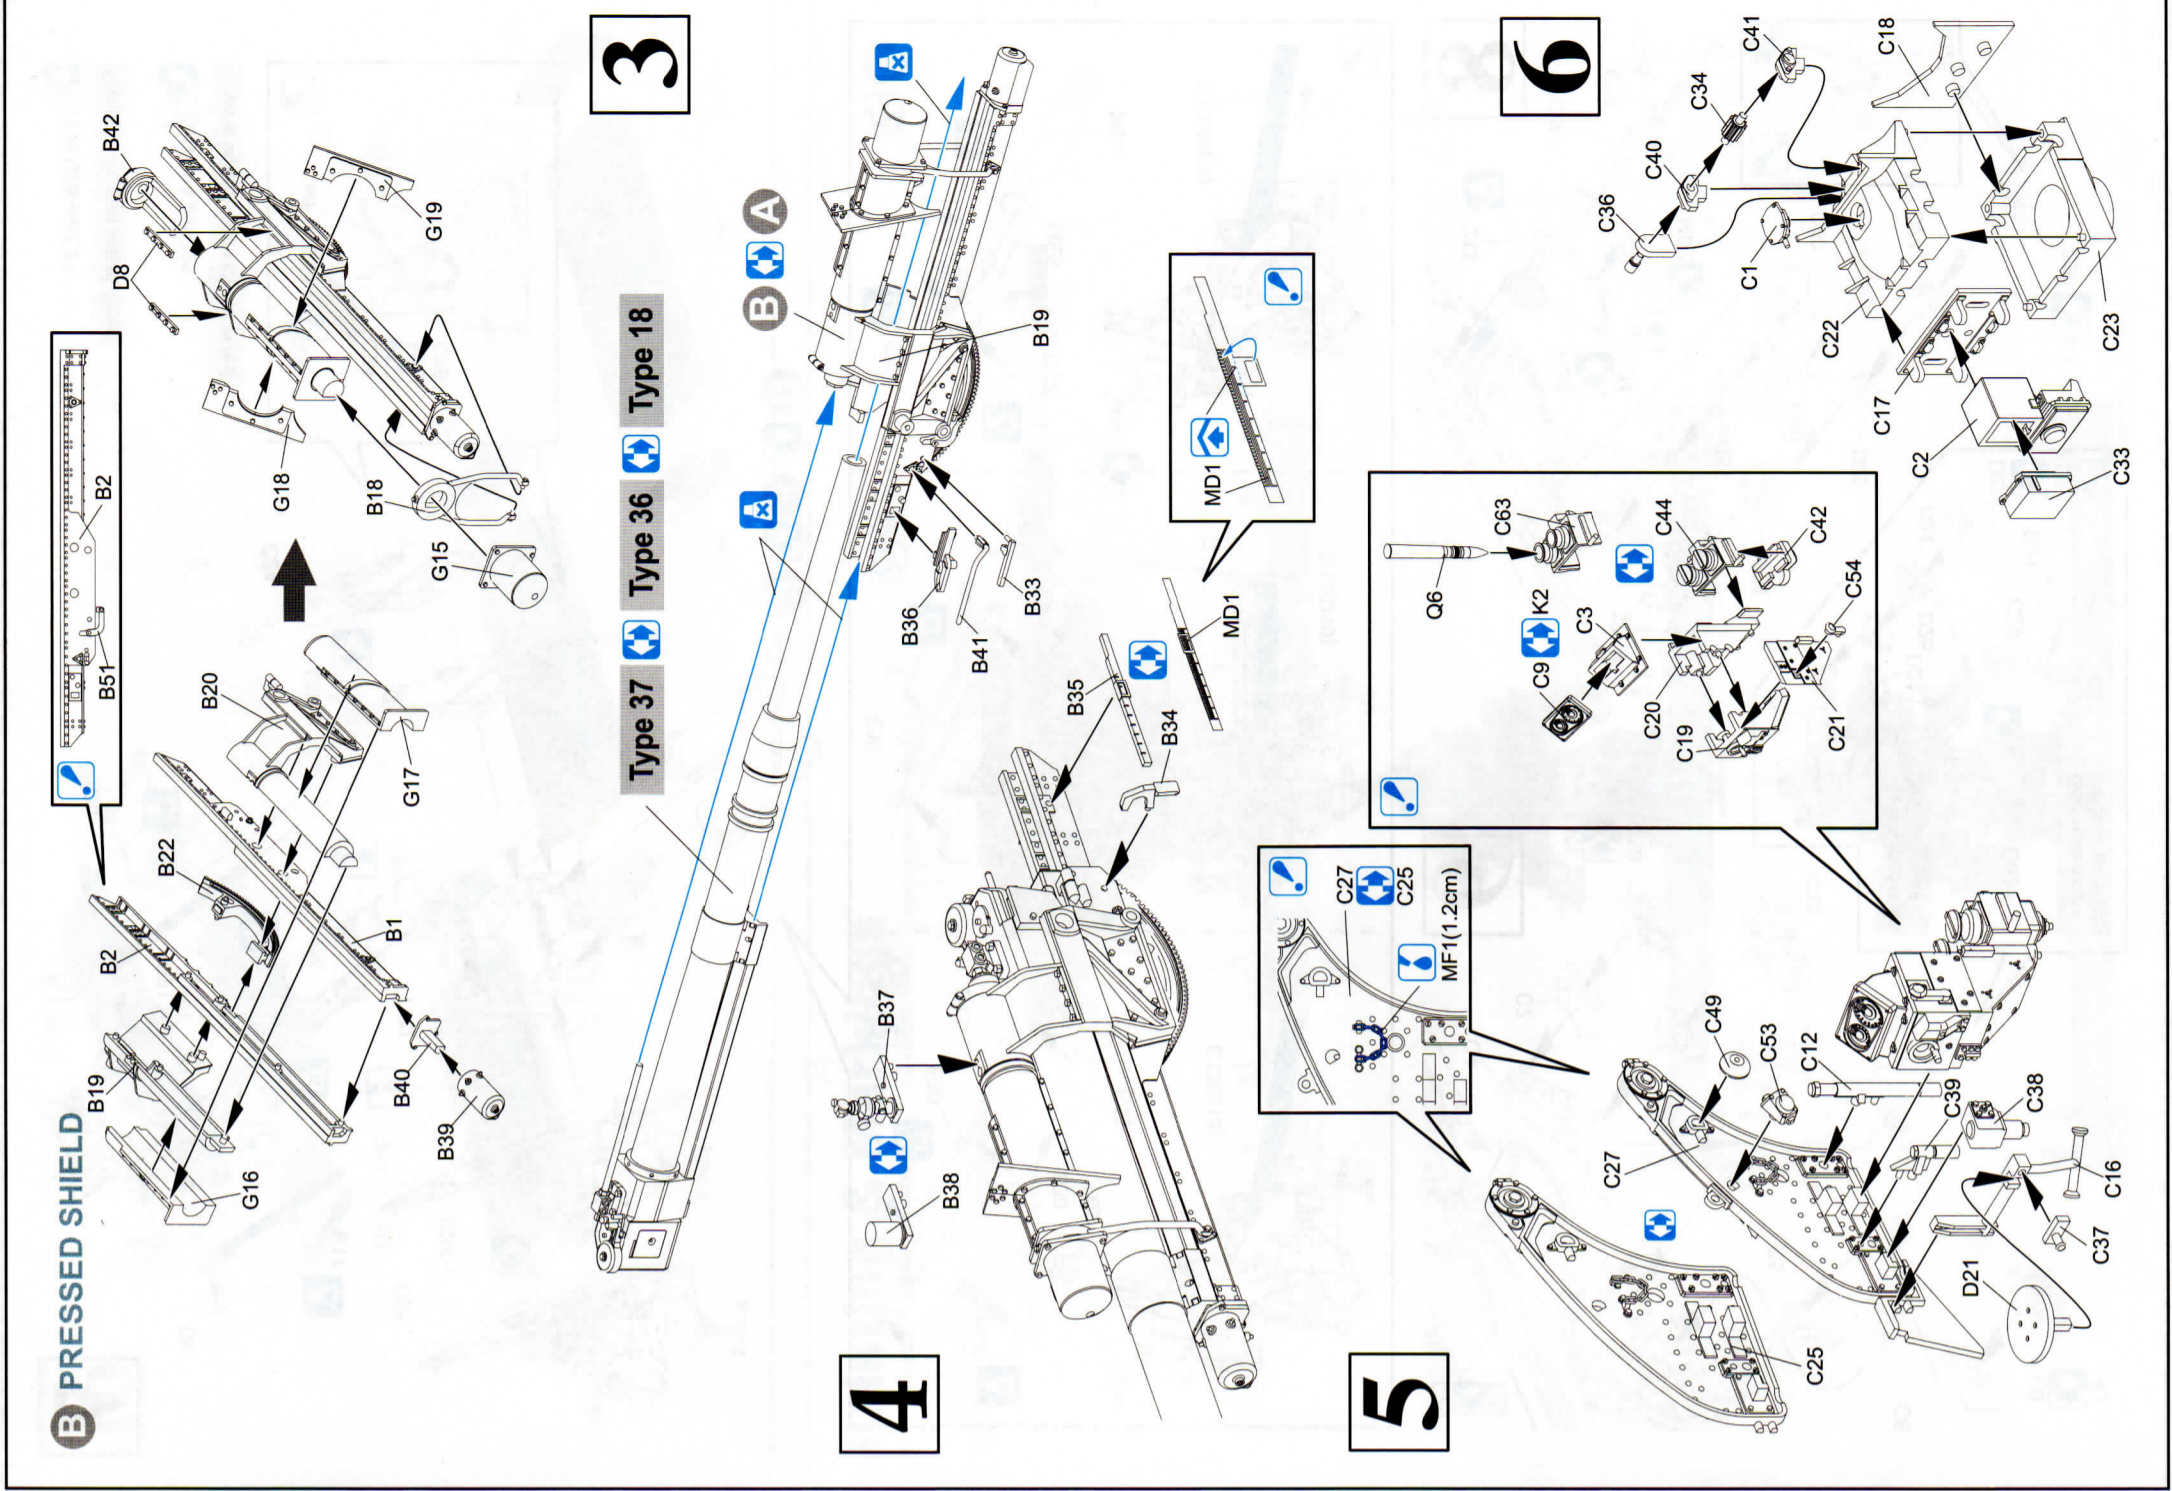 B PRESSED SHIELD
B19
G16
B2
B22
B20
G17
B1
B40
B39
B51
B2
D8
B42
G19
G18
B18
G15
3
Type 37
Type 36
Type 18
B
A
B19
B36
B41
B33
MD1
4
B37
B38
B35
B34
MD1
5
C25
C27
C25
MF1(1.2cm)
C27
C49
C53
C12
C39
C38
C16
C37
D21
Q6
C63
K2
C9
C3
C44
C42
C20
C19
C21
C54
6
C36
C40
C34
C41
C18
C1
C22
C17
C2
C33
C23